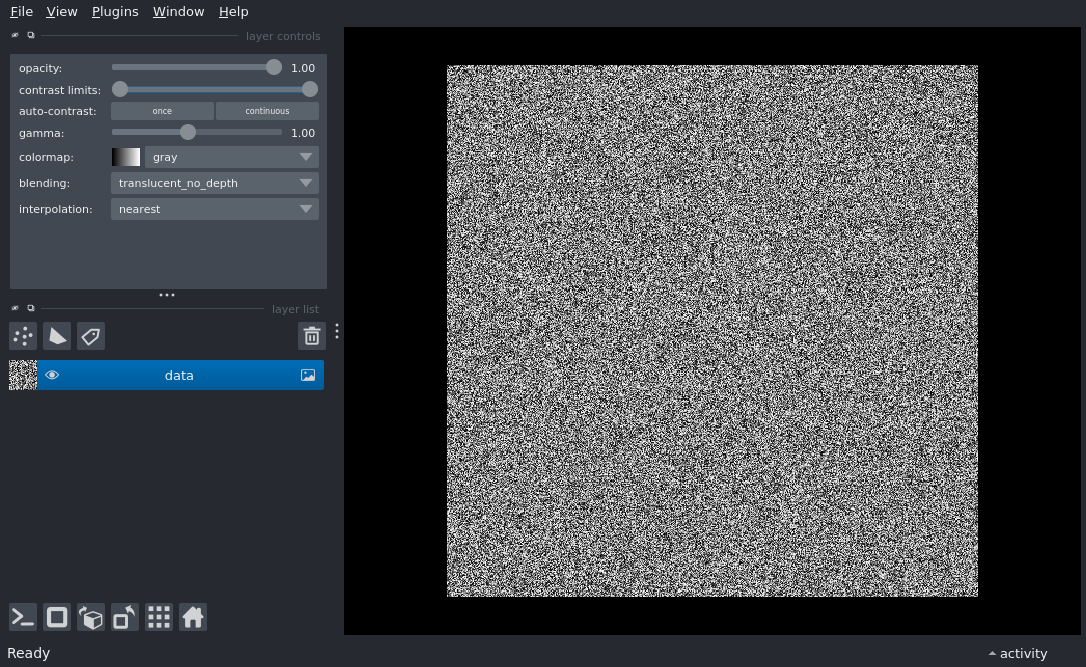 File View Plugins Window Help
layer controls
opacity: 1.00
contrast limits:
auto-contrast: once continuous
gamma: 1.00
colormap: gray
blending: translucent_no_depth
interpolation: nearest
layer list
data
Ready
activity